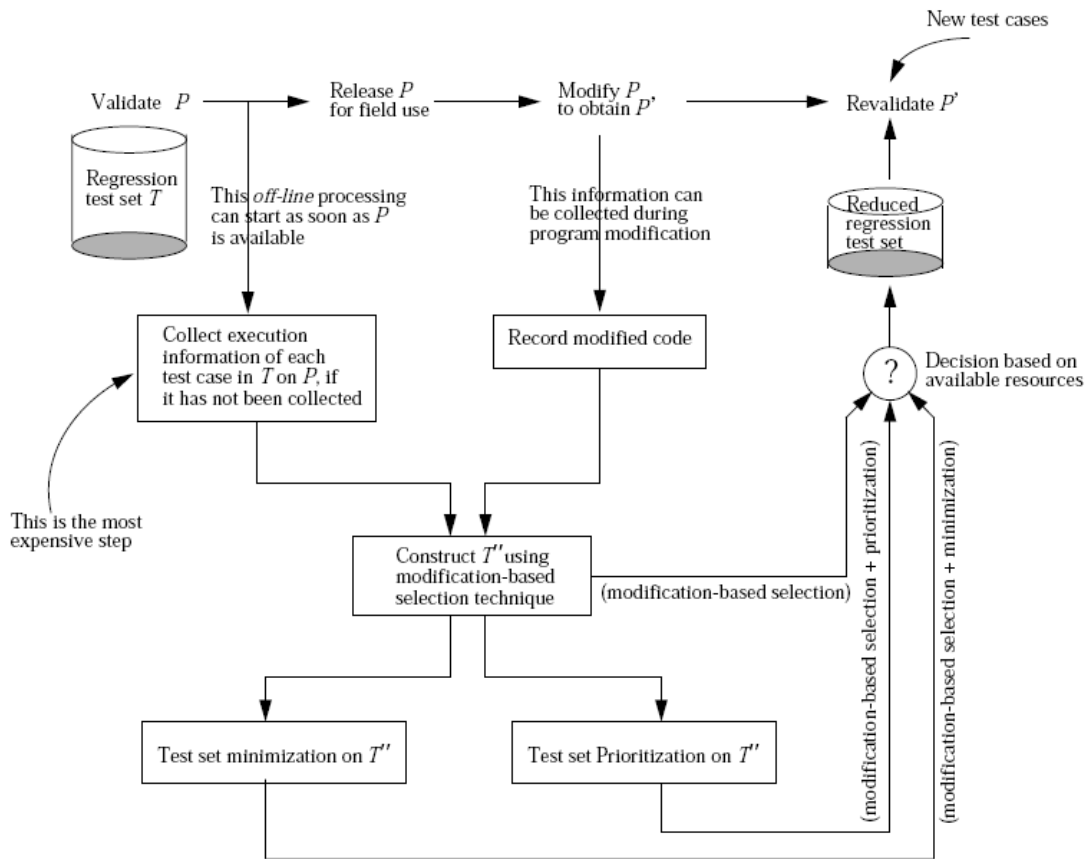 New test cases
Validate P
Release P
for field use
Modify P
to obtain P'
Revalidate P'
Regression
test set T
This off-line processing
can start as soon as P
is available
This information can
be collected during
program modification
Reduced
regression
test set
Collect execution
information of each
test case in T on P, if
it has not been collected
Record modified code
?
Decision based on
available resources
This is the most
expensive step
Construct T'' using
modification-based
selection technique
(modification-based selection)
(modification-based selection + prioritization)
(modification-based selection + minimization)
Test set minimization on T''
Test set Prioritization on T''